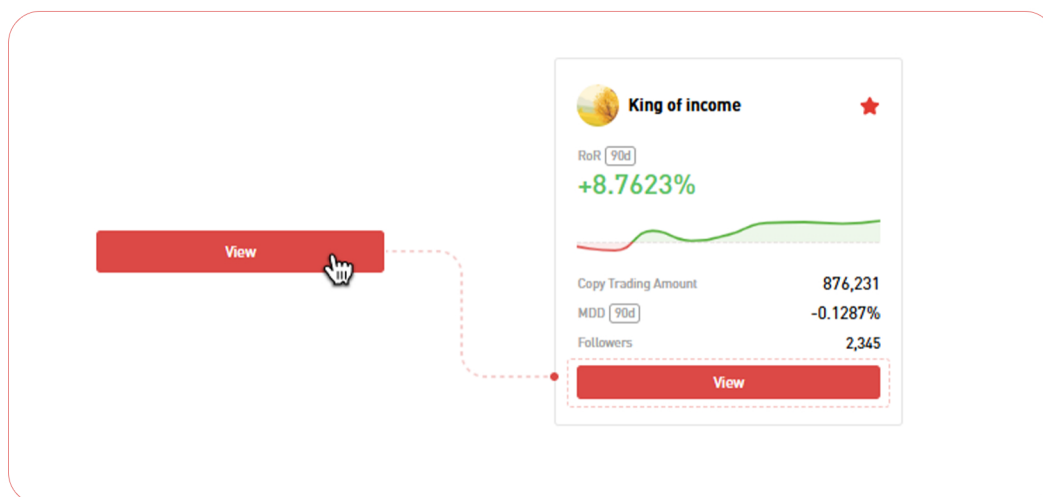 King of income
RoR 90d
+8.7623%
View
Copy Trading Amount 876,231
MDD 90d -0.1287%
Followers 2,345
View